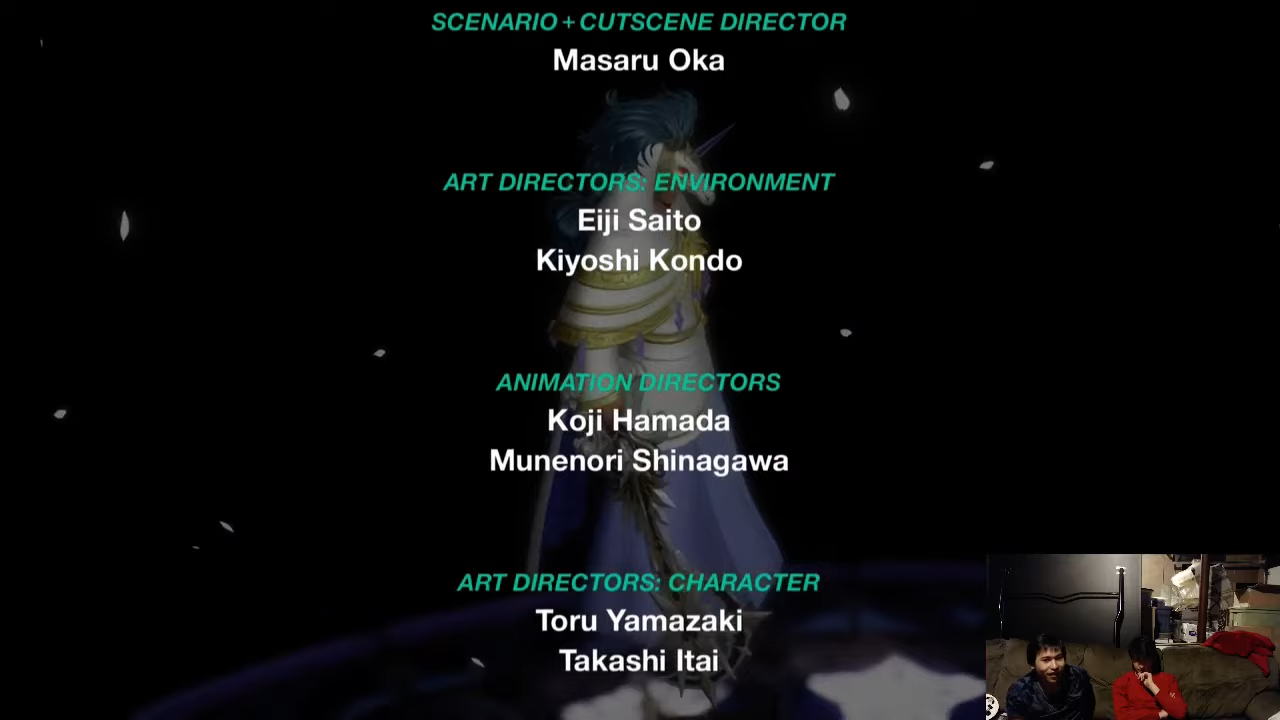 SCENARIO + CUTSCENE DIRECTOR
Masaru Oka
ART DIRECTORS: ENVIRONMENT
Eiji Saito
Kiyoshi Kondo
ANIMATION DIRECTORS
Koji Hamada
Munenori Shinagawa
ART DIRECTORS: CHARACTER
Toru Yamazaki
Takashi Itai